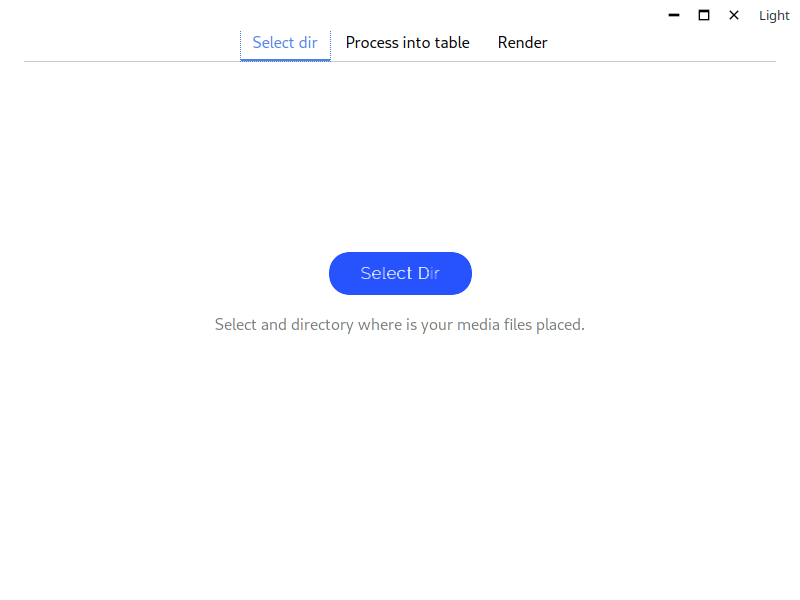 Light
Select dir Process into table Render
Select Dir
Select and directory where is your media files placed.